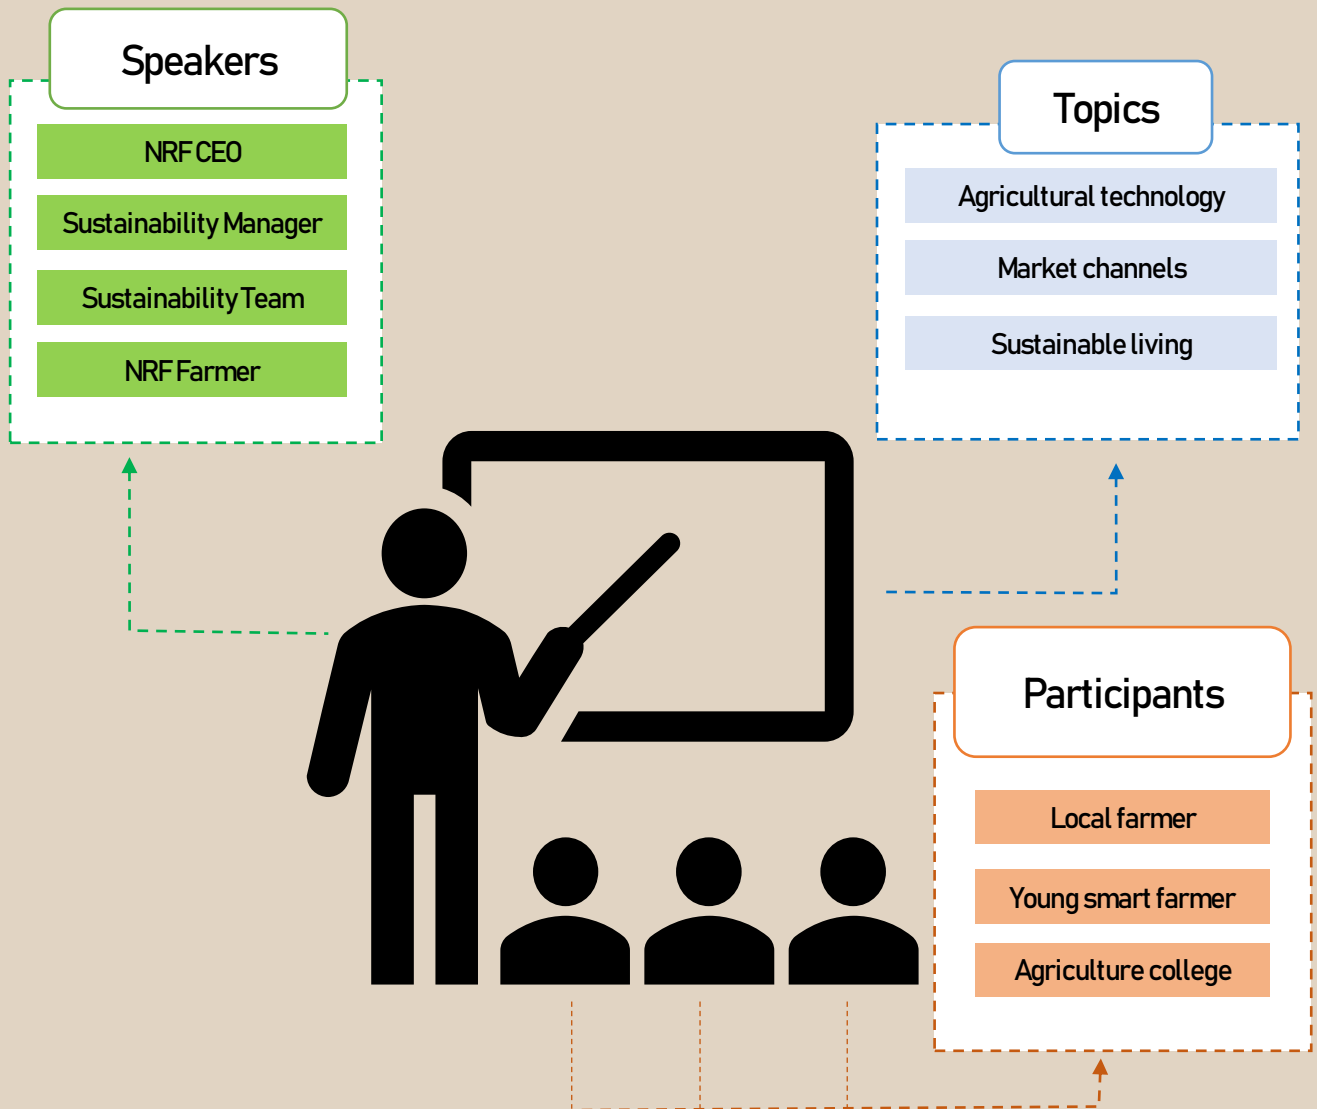 Speakers
NRF CEO
Sustainability Manager
Sustainability Team
NRF Farmer
Topics
Agricultural technology
Market channels
Sustainable living
Participants
Local farmer
Young smart farmer
Agriculture college